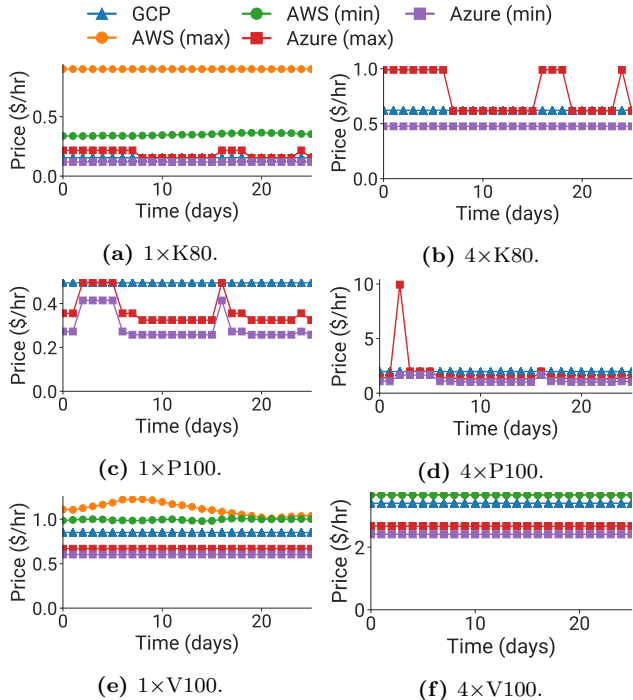 GCP AWS (min) Azure (min)
AWS (max) Azure (max)
Price ($/hr)
0.5
0.0
0 10 20
Time (days)
(a) 1×K80.
Price ($/hr)
1.0
0.5
0.0
0 10 20
Time (days)
(b) 4×K80.
Price ($/hr)
0.4
0.2
0.0
0 10 20
Time (days)
(c) 1×P100.
Price ($/hr)
10
5
0
0 10 20
Time (days)
(d) 4×P100.
Price ($/hr)
1.0
0.5
0.0
0 10 20
Time (days)
(e) 1×V100.
Price ($/hr)
2
0
0 10 20
Time (days)
(f) 4×V100.